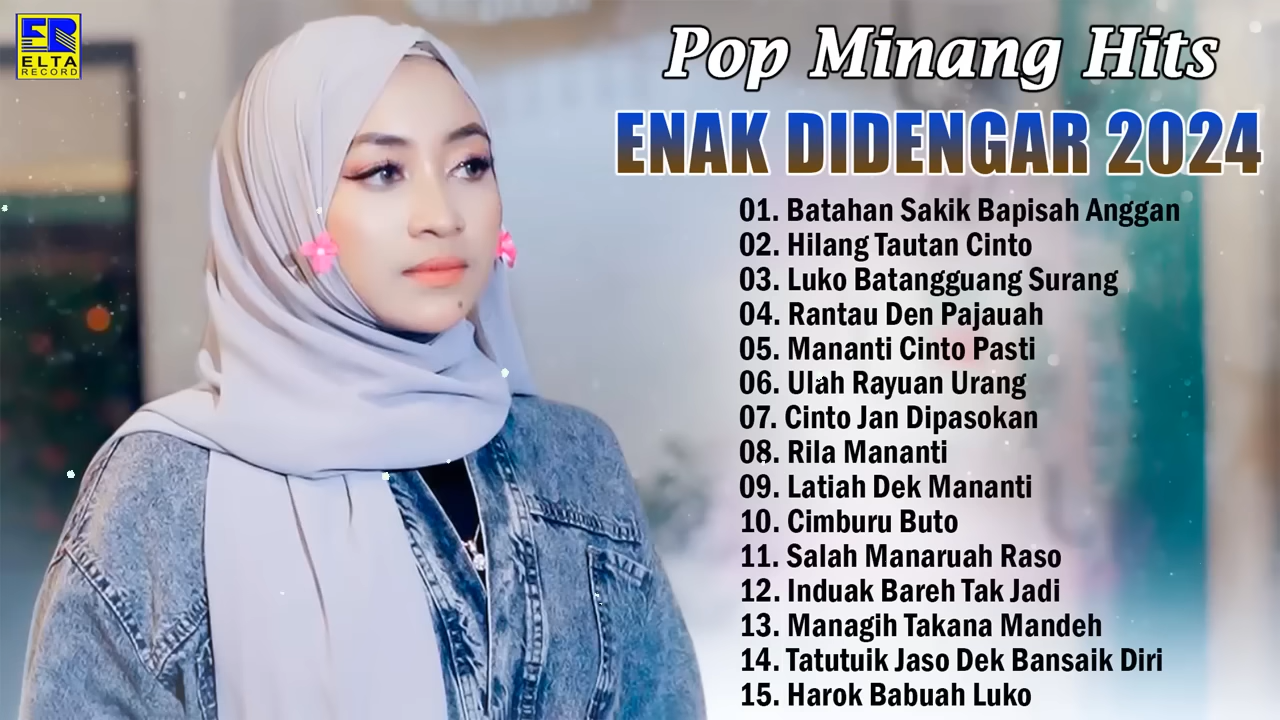 ER
ELTA
RECORD
Pop Minang Hits
ENAK DIDENGAR 2024
01. Batahan Sakik Bapisah Anggan
02. Hilang Tautan Cinto
03. Luko Batangguang Surang
04. Rantau Den Pajauah
05. Mananti Cinto Pasti
06. Ulah Rayuan Urang
07. Cinto Jan Dipasokan
08. Rila Mananti
09. Latiah Dek Mananti
10. Cimburu Buto
11. Salah Manaruah Raso
12. Induak Bareh Tak Jadi
13. Managih Takana Mandeh
14. Tatutuik Jaso Dek Bansaik Diri
15. Harok Babuah Luko